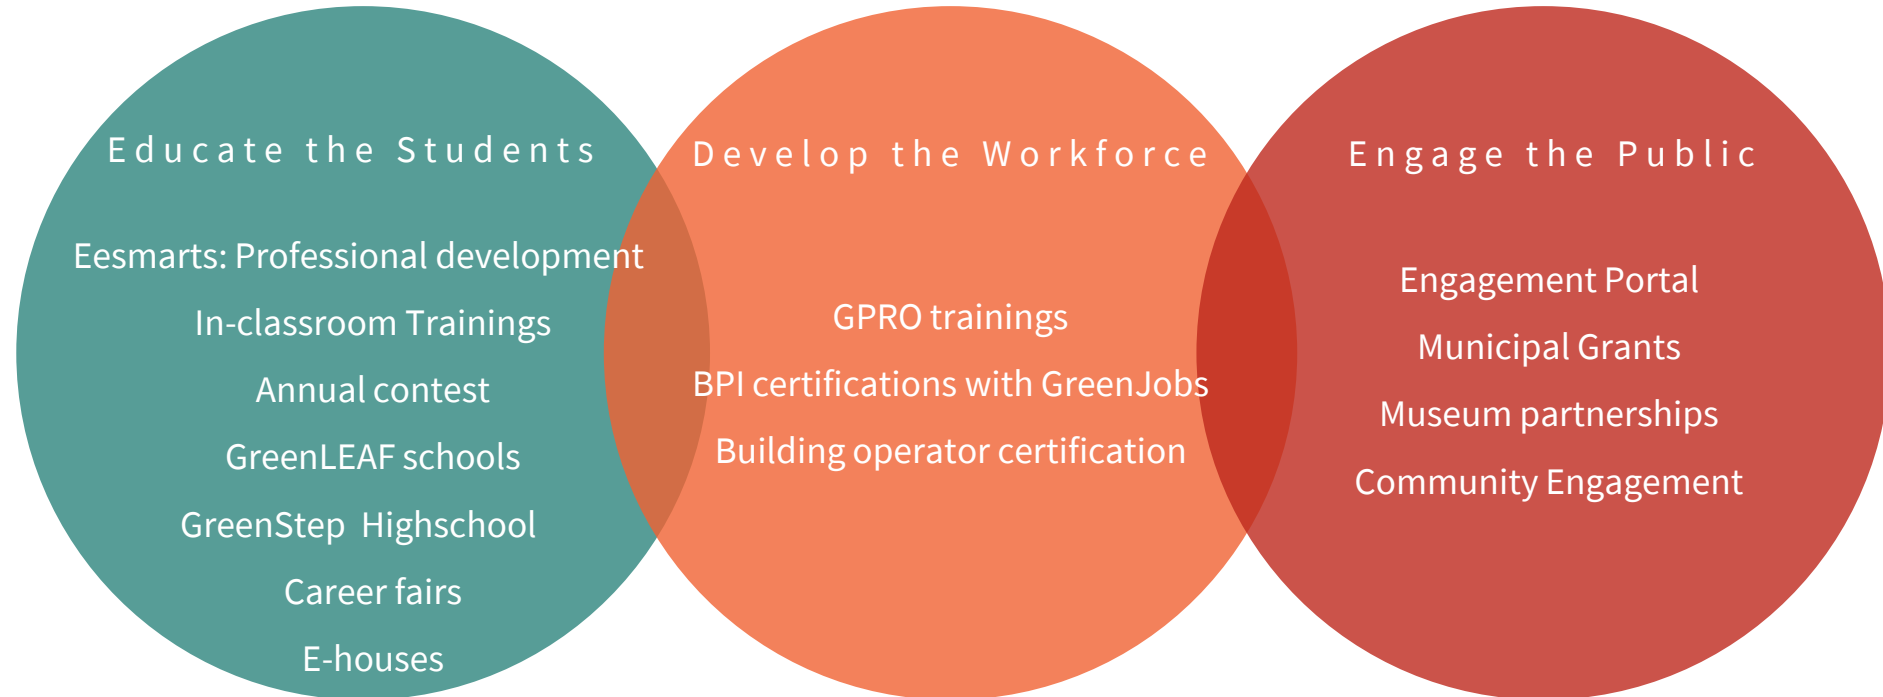 Educate the Students
Eesmarts: Professional development
In-classroom Trainings
Annual contest
GreenLEAF schools
GreenStep Highschool
Career fairs
E-houses
Develop the Workforce
GPRO trainings
BPI certifications with GreenJobs
Building operator certification
Engage the Public
Engagement Portal
Municipal Grants
Museum partnerships
Community Engagement